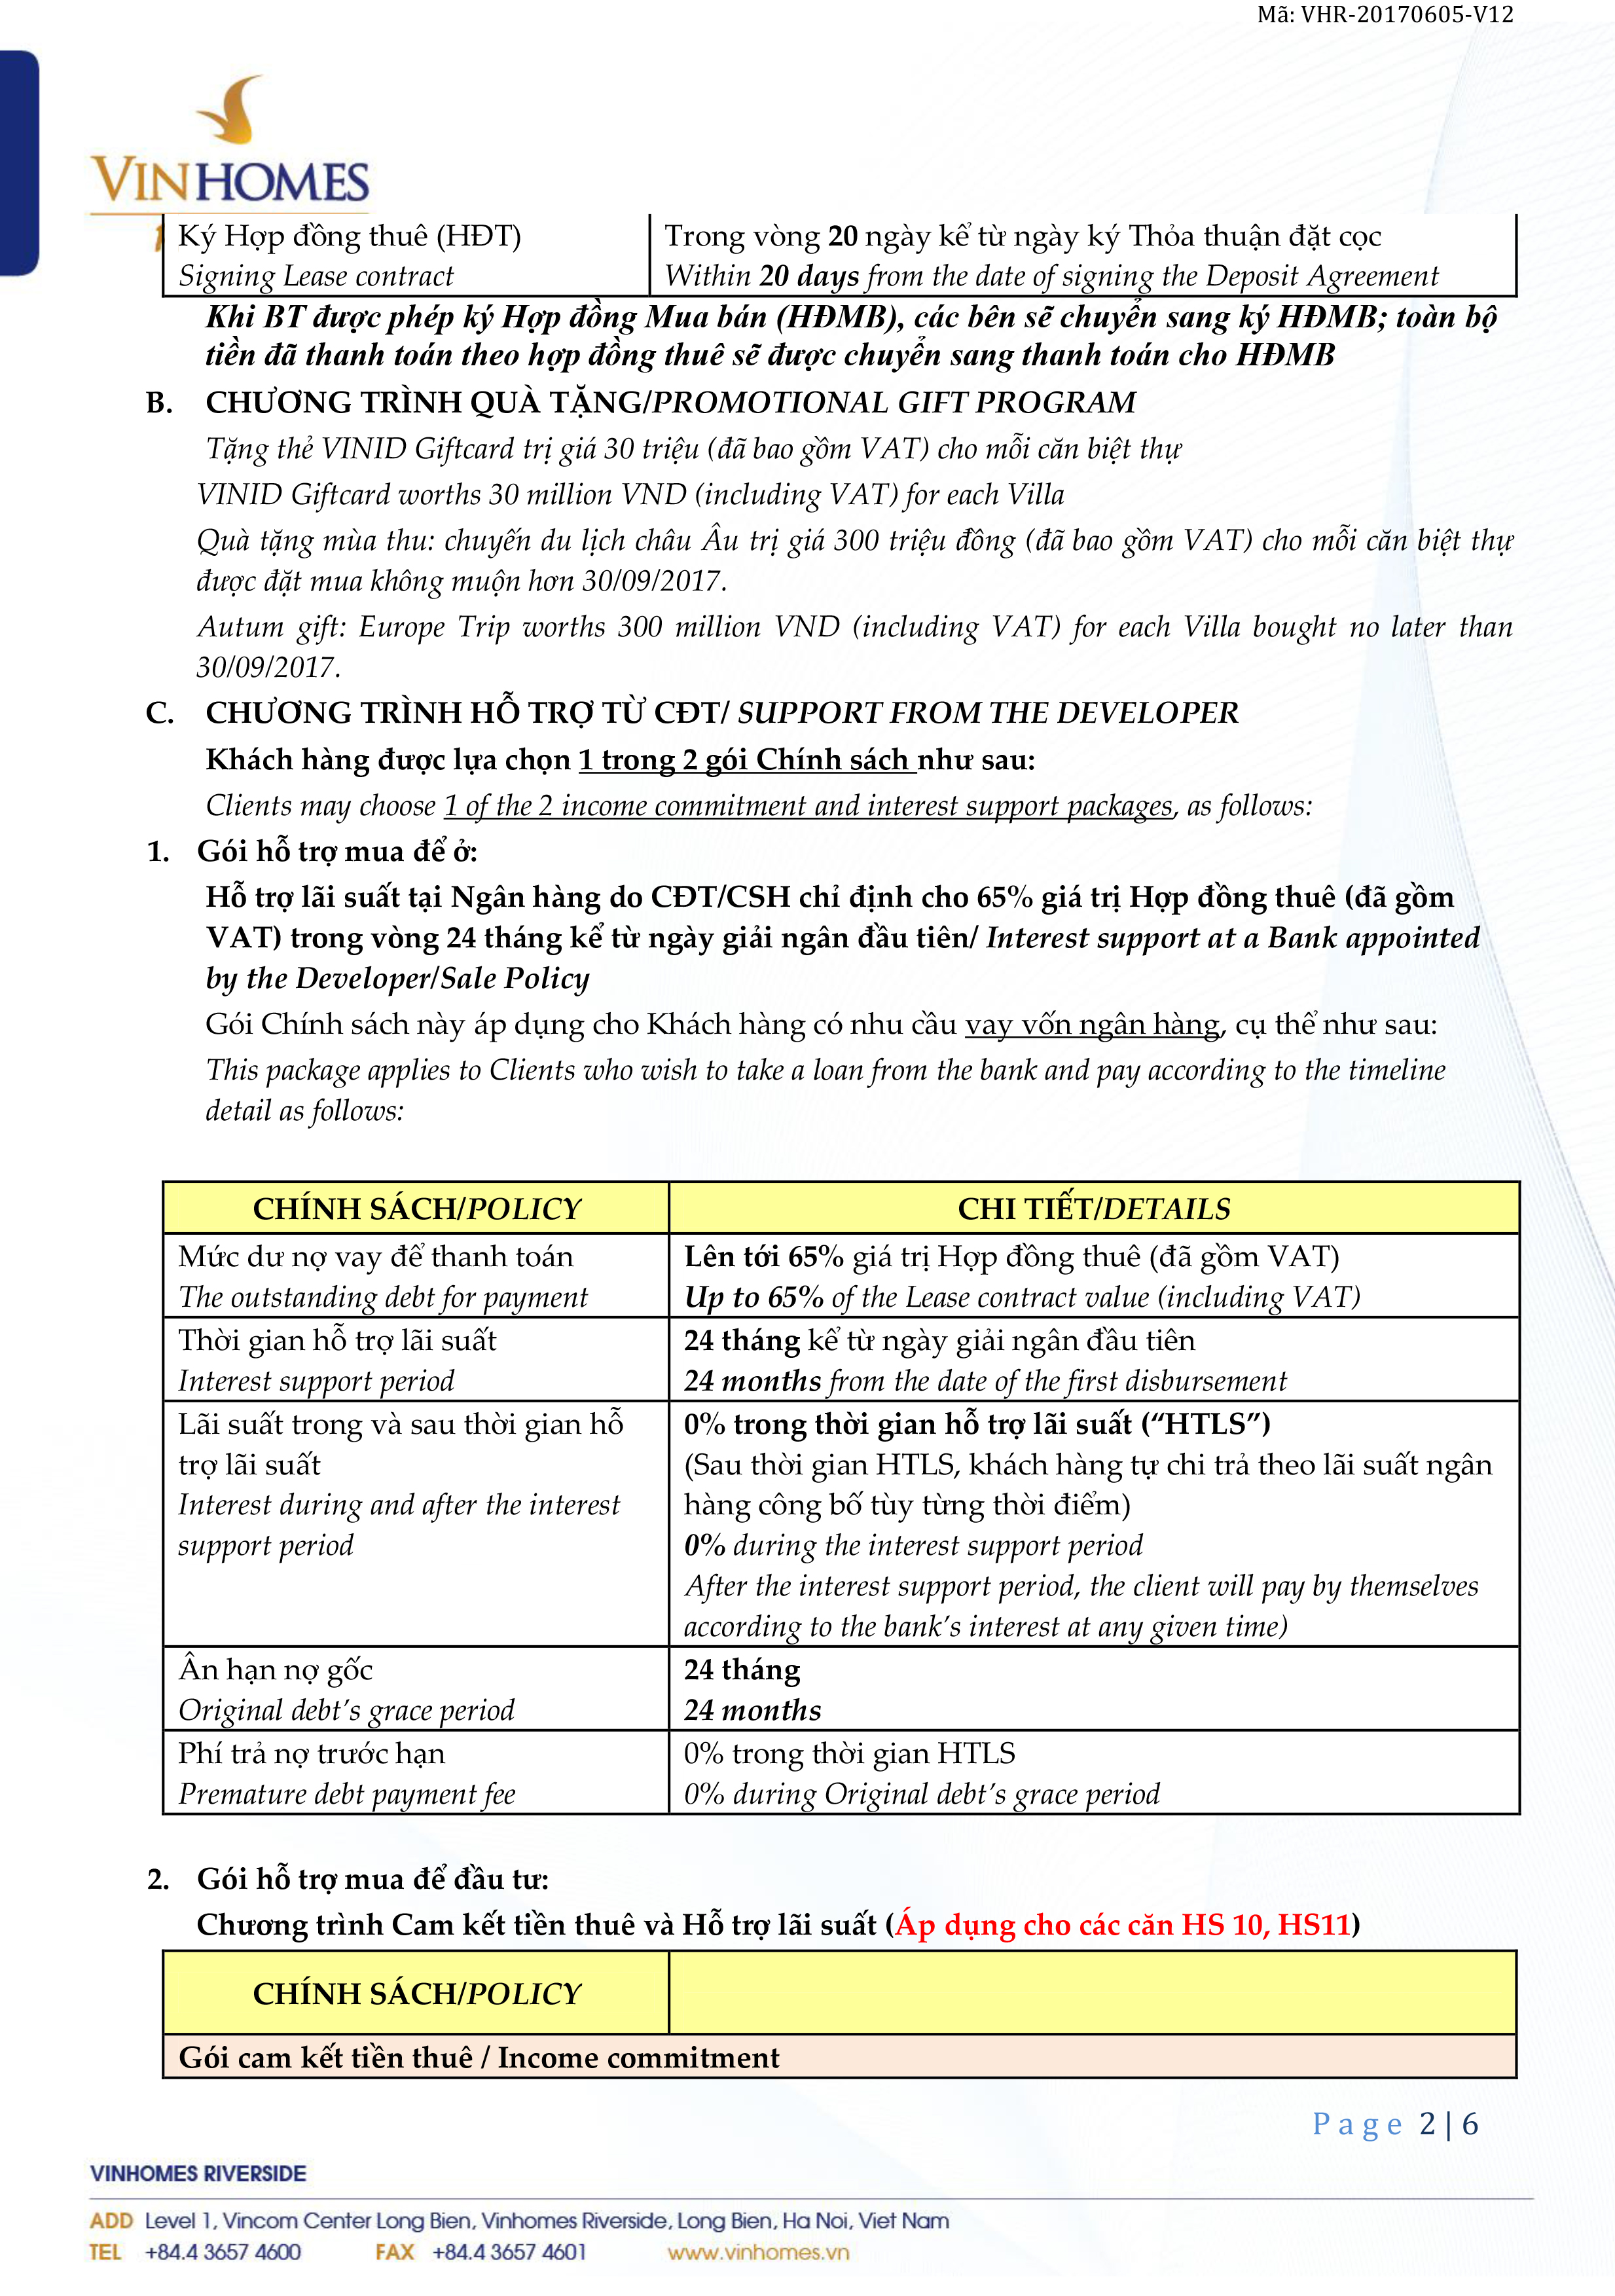 Mã: VHR-20170605-V12
VINHOMES
Ký Hợp đồng thuê (HĐT)
Signing Lease contract
Trong vòng 20 ngày kể từ ngày ký Thỏa thuận đặt cọc
Within 20 days from the date of signing the Deposit Agreement
Khi BT được phép ký Hợp đồng Mua bán (HĐMB), các bên sẽ chuyển sang ký HĐMB; toàn bộ
tiền đã thanh toán theo hợp đồng thuê sẽ được chuyển sang thanh toán cho HĐMB
B. CHƯƠNG TRÌNH QUÀ TẶNG/PROMOTIONAL GIFT PROGRAM
Tặng thẻ VINID Giftcard trị giá 30 triệu (đã bao gồm VAT) cho mỗi căn biệt thự
VINID Giftcard worths 30 million VND (including VAT) for each Villa
Quà tặng mùa thu: chuyến du lịch châu Âu trị giá 300 triệu đồng (đã bao gồm VAT) cho mỗi căn biệt thự
được đặt mua không muộn hơn 30/09/2017.
Autum gift: Europe Trip worths 300 million VND (including VAT) for each Villa bought no later than
30/09/2017.
C. CHƯƠNG TRÌNH HỖ TRỢ TỪ CĐT/ SUPPORT FROM THE DEVELOPER
Khách hàng được lựa chọn 1 trong 2 gói Chính sách như sau:
Clients may choose 1 of the 2 income commitment and interest support packages, as follows:
1. Gói hỗ trợ mua để ở:
Hỗ trợ lãi suất tại Ngân hàng do CĐT/CSH chỉ định cho 65% giá trị Hợp đồng thuê (đã gồm
VAT) trong vòng 24 tháng kể từ ngày giải ngân đầu tiên/ Interest support at a Bank appointed
by the Developer/Sale Policy
Gói Chính sách này áp dụng cho Khách hàng có nhu cầu vay vốn ngân hàng, cụ thể như sau:
This package applies to Clients who wish to take a loan from the bank and pay according to the timeline
detail as follows:
CHÍNH SÁCH/POLICY
CHI TIẾT/DETAILS
Mức dư nợ vay để thanh toán
The outstanding debt for payment
Lên tới 65% giá trị Hợp đồng thuê (đã gồm VAT)
Up to 65% of the Lease contract value (including VAT)
Thời gian hỗ trợ lãi suất
Interest support period
24 tháng kể từ ngày giải ngân đầu tiên
24 months from the date of the first disbursement
Lãi suất trong và sau thời gian hỗ
trợ lãi suất
Interest during and after the interest
support period
0% trong thời gian hỗ trợ lãi suất (“HTLS”)
(Sau thời gian HTLS, khách hàng tự chi trả theo lãi suất ngân
hàng công bố tùy từng thời điểm)
0% during the interest support period
After the interest support period, the client will pay by themselves
according to the bank’s interest at any given time)
Ân hạn nợ gốc
Original debt’s grace period
24 tháng
24 months
Phí trả nợ trước hạn
Premature debt payment fee
0% trong thời gian HTLS
0% during Original debt’s grace period
2. Gói hỗ trợ mua để đầu tư:
Chương trình Cam kết tiền thuê và Hỗ trợ lãi suất (Áp dụng cho các căn HS 10, HS11)
CHÍNH SÁCH/POLICY
Gói cam kết tiền thuê / Income commitment
Page 2|6
VINHOMES RIVERSIDE
ADD Level 1, Vincom Center Long Bien, Vinhomes Riverside, Long Bien, Ha Noi, Viet Nam
TEL +84.4 3657 4600 FAX +84.4 3657 4601 www.vinhomes.vn